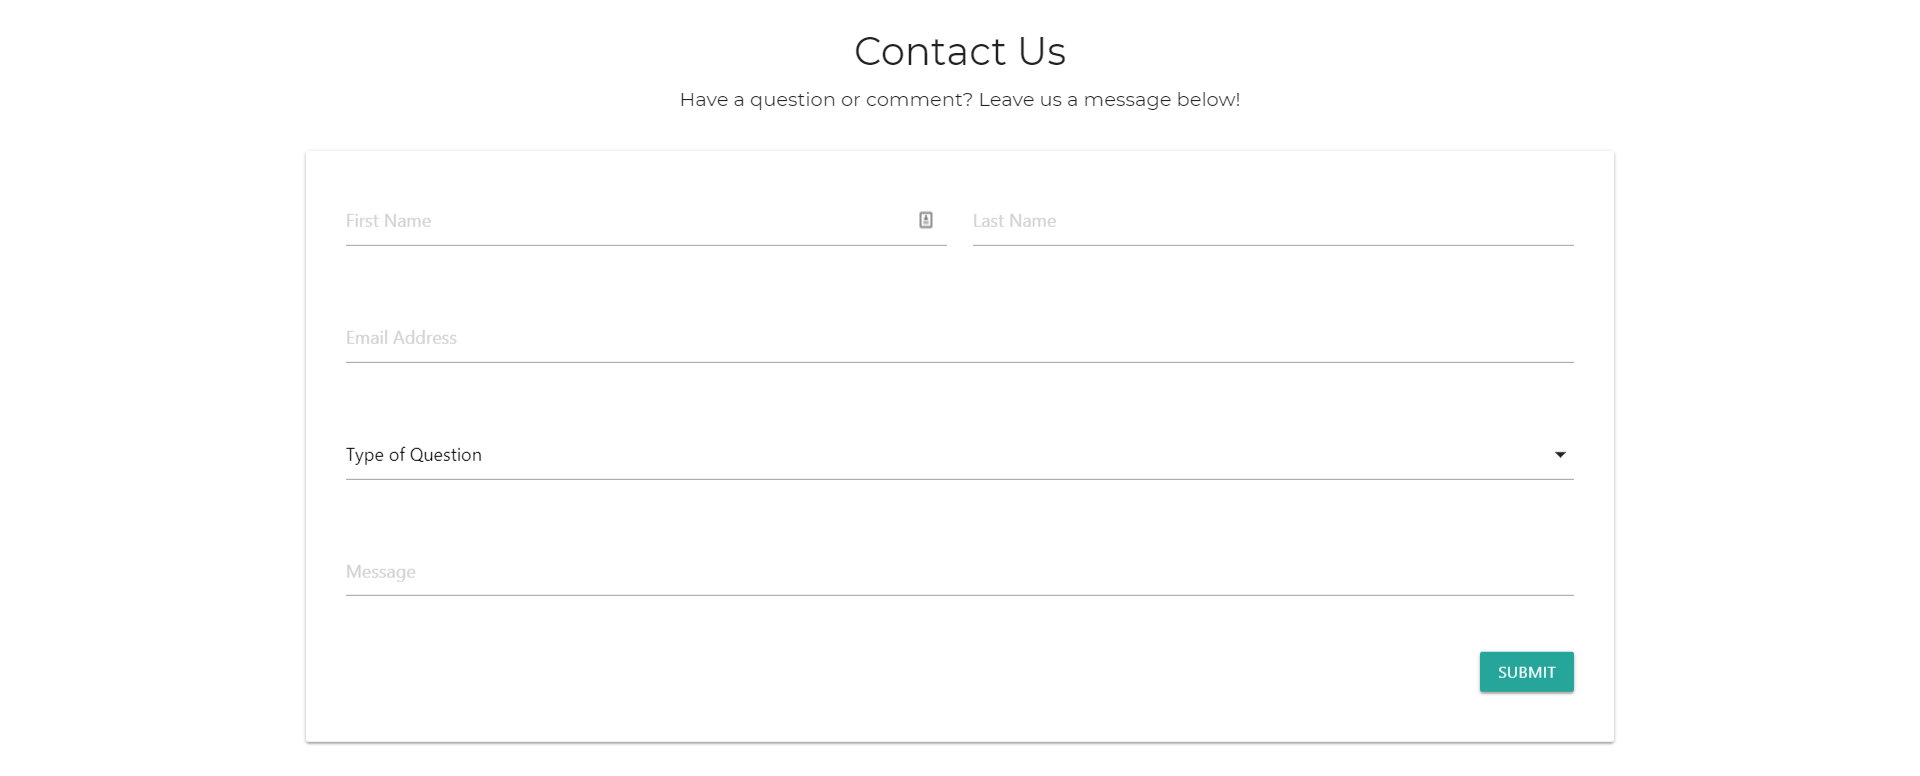 Contact Us
Have a question or comment? Leave us a message below!
First Name
Last Name
Email Address
Type of Question
Message
SUBMIT